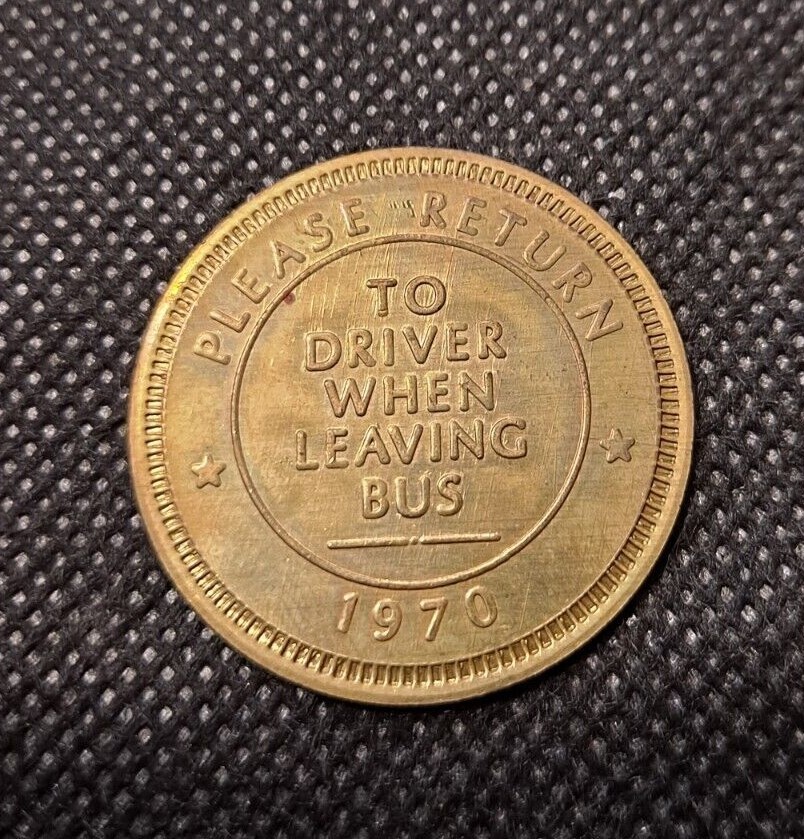 PLEASE RETURN
TO
DRIVER
WHEN
LEAVING
BUS
1970